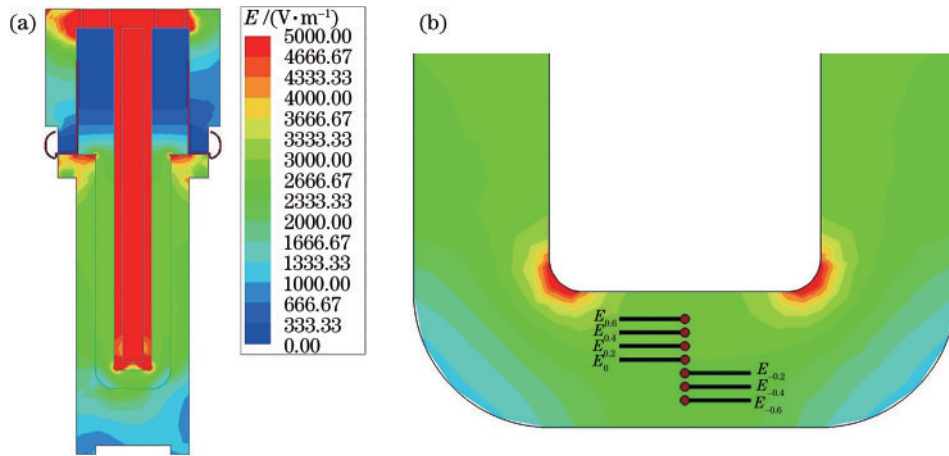 (a)
E /(V·m⁻¹)
5000.00
4666.67
4333.33
4000.00
3666.67
3333.33
3000.00
2666.67
2333.33
2000.00
1666.67
1333.33
1000.00
666.67
333.33
0.00
(b)
E₀.₆
E₀.₄
E₀.₂
E₀
E₋₀.₂
E₋₀.₄
E₋₀.₆